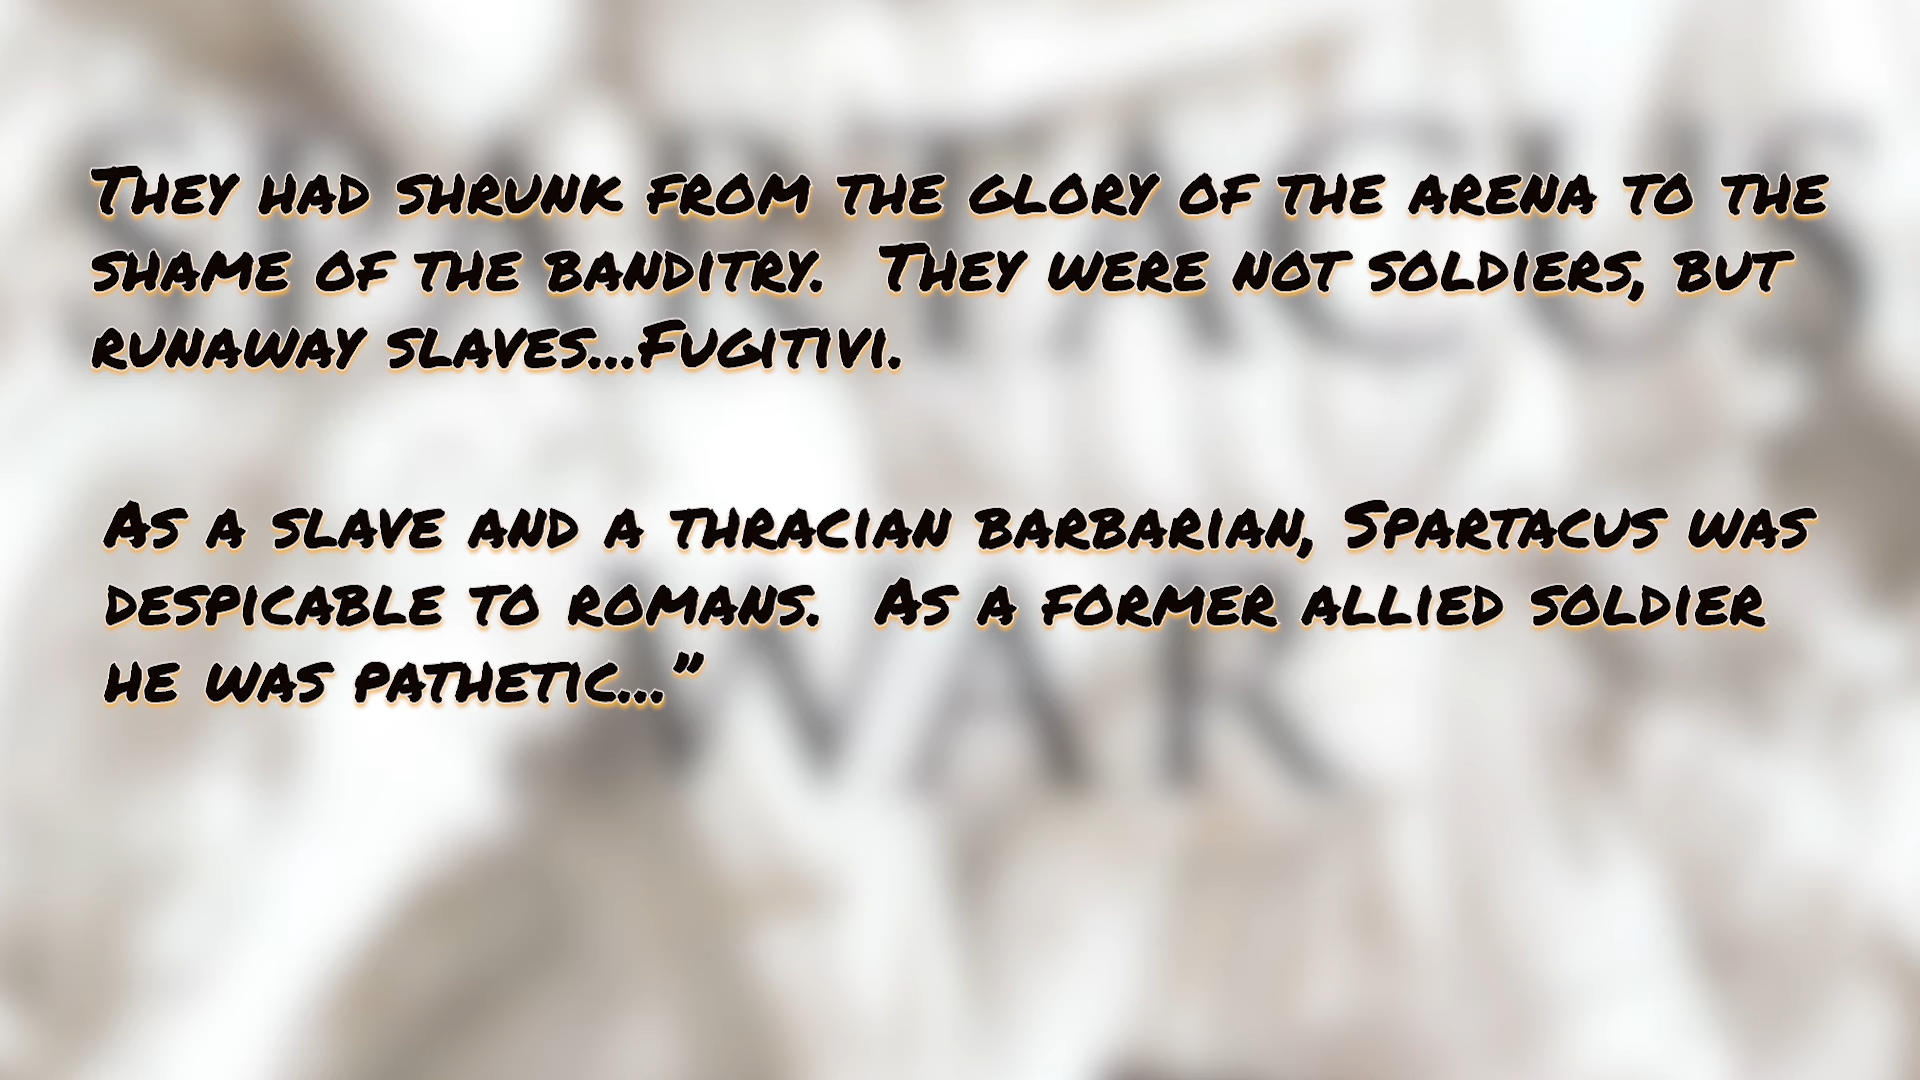 SPARTACUS
They had shrunk from the glory of the arena to the
shame of the banditry.  They were not soldiers, but
runaway slaves...Fugitivi.
As a slave and a thracian barbarian, Spartacus was
despicable to romans.  As a former allied soldier
he was pathetic..."
WAR